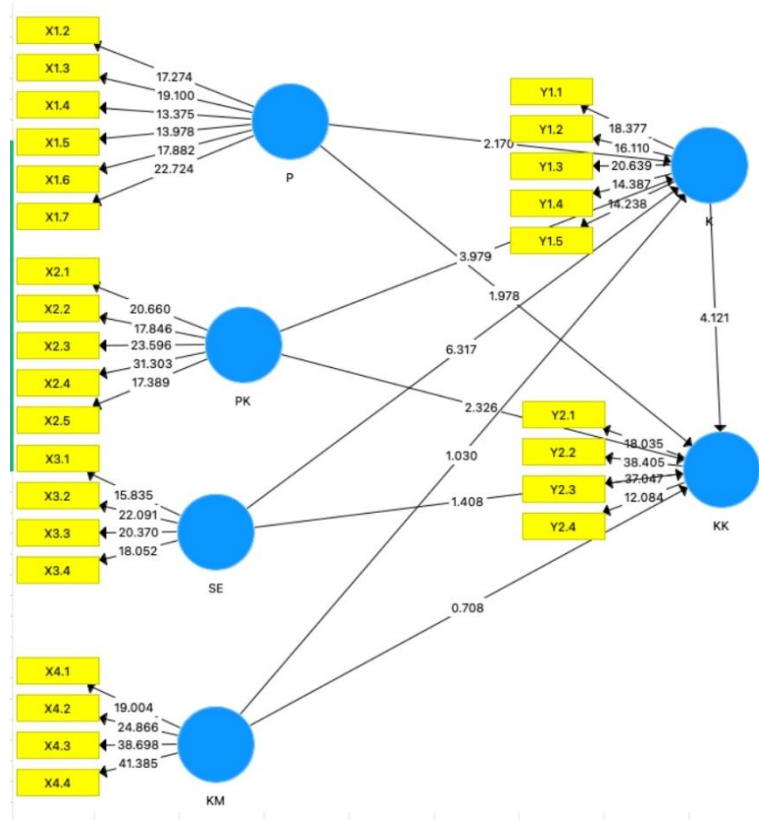 X1.2
X1.3
X1.4
X1.5
X1.6
X1.7
17.274
19.100
13.375
13.978
17.882
22.724
P
X2.1
X2.2
X2.3
X2.4
X2.5
20.660
17.846
23.596
31.303
17.389
PK
X3.1
X3.2
X3.3
X3.4
15.835
22.091
20.370
18.052
SE
X4.1
X4.2
X4.3
X4.4
19.004
24.866
38.698
41.385
KM
2.170
3.979
1.978
6.317
2.326
1.030
1.408
0.708
4.121
Y1.1
Y1.2
Y1.3
Y1.4
Y1.5
18.377
16.110
20.639
14.387
14.238
K
Y2.1
Y2.2
Y2.3
Y2.4
18.035
38.405
37.047
12.084
KK